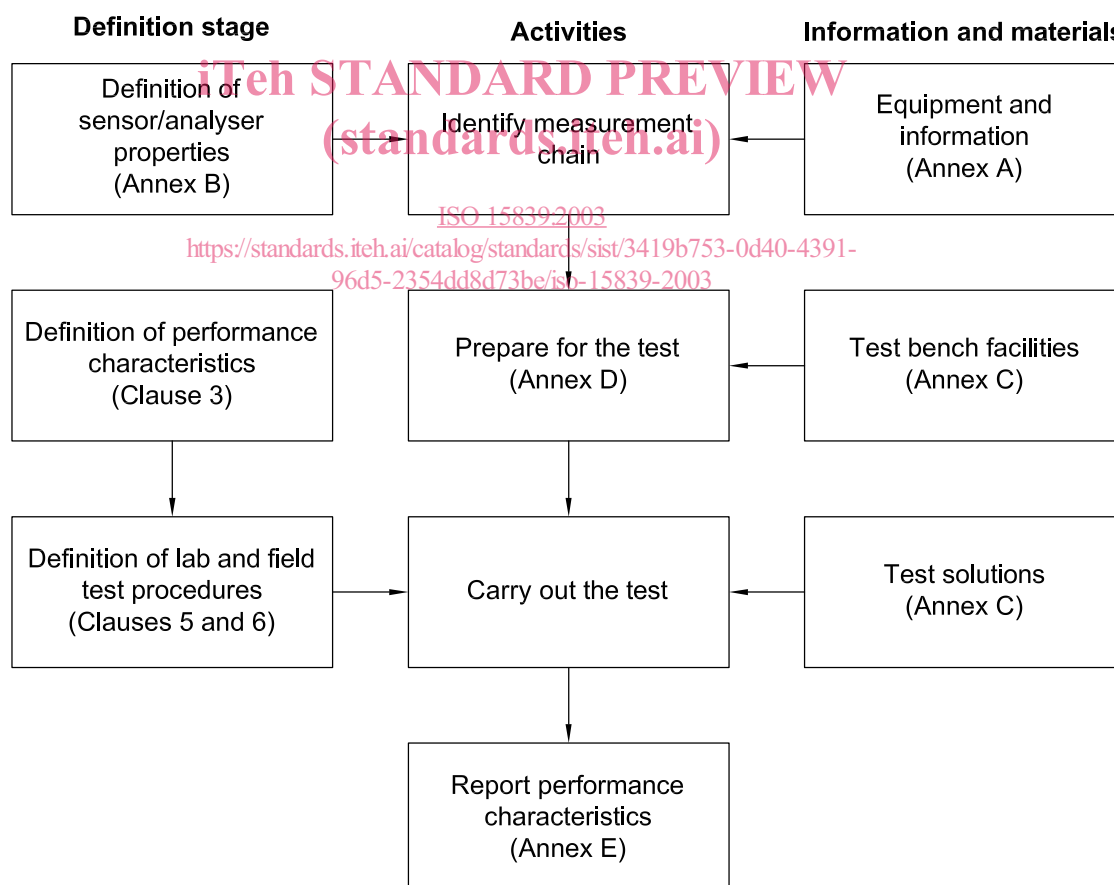 Definition stage
Activities
Information and materials
iTeh STANDARD PREVIEW
(standards.iteh.ai)
ISO 15839:2003
https://standards.iteh.ai/catalog/standards/sist/3419b753-0d40-4391-
96d5-2354dd8d73be/iso-15839-2003
Definition of
sensor/analyser
properties
(Annex B)
Identify measurement
chain
Equipment and
information
(Annex A)
Definition of performance
characteristics
(Clause 3)
Prepare for the test
(Annex D)
Test bench facilities
(Annex C)
Definition of lab and field
test procedures
(Clauses 5 and 6)
Carry out the test
Test solutions
(Annex C)
Report performance
characteristics
(Annex E)